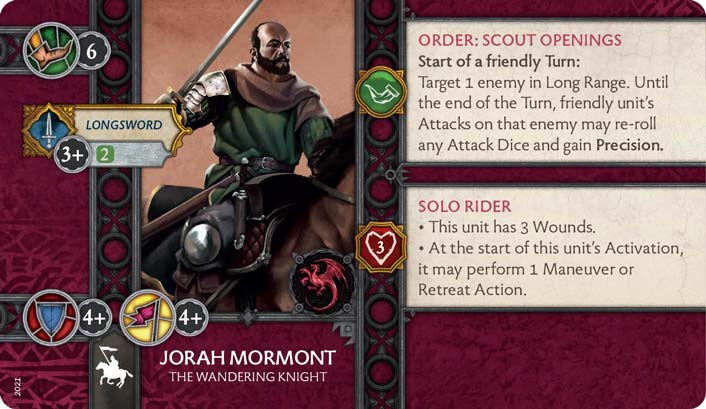 6
LONGSWORD
3+ 2
4+ 4+
JORAH MORMONT
THE WANDERING KNIGHT
2021
ORDER: SCOUT OPENINGS
Start of a friendly Turn:
Target 1 enemy in Long Range. Until
the end of the Turn, friendly unit's
Attacks on that enemy may re-roll
any Attack Dice and gain Precision.
3
SOLO RIDER
• This unit has 3 Wounds.
• At the start of this unit's Activation,
it may perform 1 Maneuver or
Retreat Action.